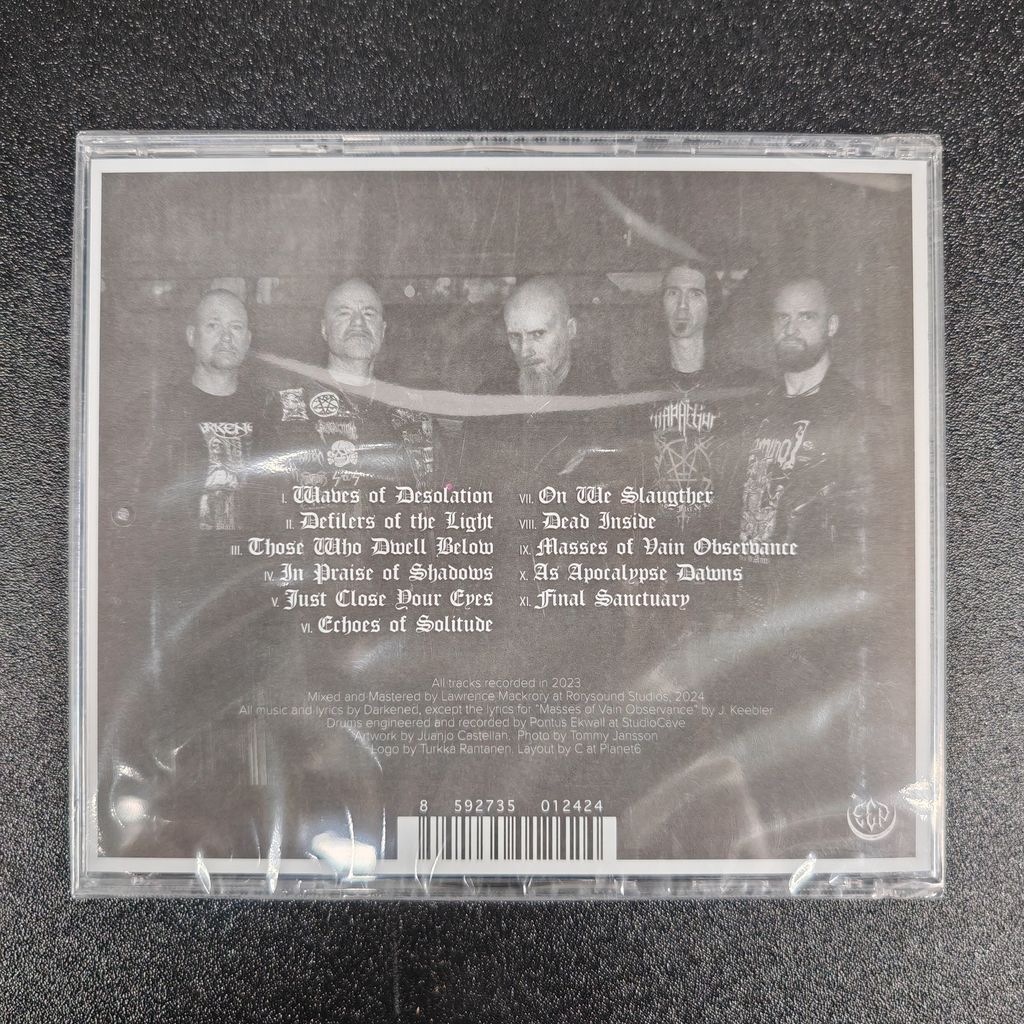 I. Waves of Desolation
II. Defilers of the Light
III. Those Who Dwell Below
IV. In Praise of Shadows
V. Just Close Your Eyes
VI. Echoes of Solitude
VII. On We Slaugther
VIII. Dead Inside
IX. Masses of Vain Observance
X. As Apocalypse Dawns
XI. Final Sanctuary
All tracks recorded in 2023
Mixed and Mastered by Lawrence Mackrory at Rorysound Studios, 2024
All music and lyrics by Darkened, except the lyrics for "Masses of Vain Observance" by J. Keebler
Drums engineered and recorded by Pontus Ekwall at StudioCave
Artwork by Juanjo Castellan. Photo by Tommy Jansson
Logo by Turkka Rantanen. Layout by C at Planet6
8 592735 012424